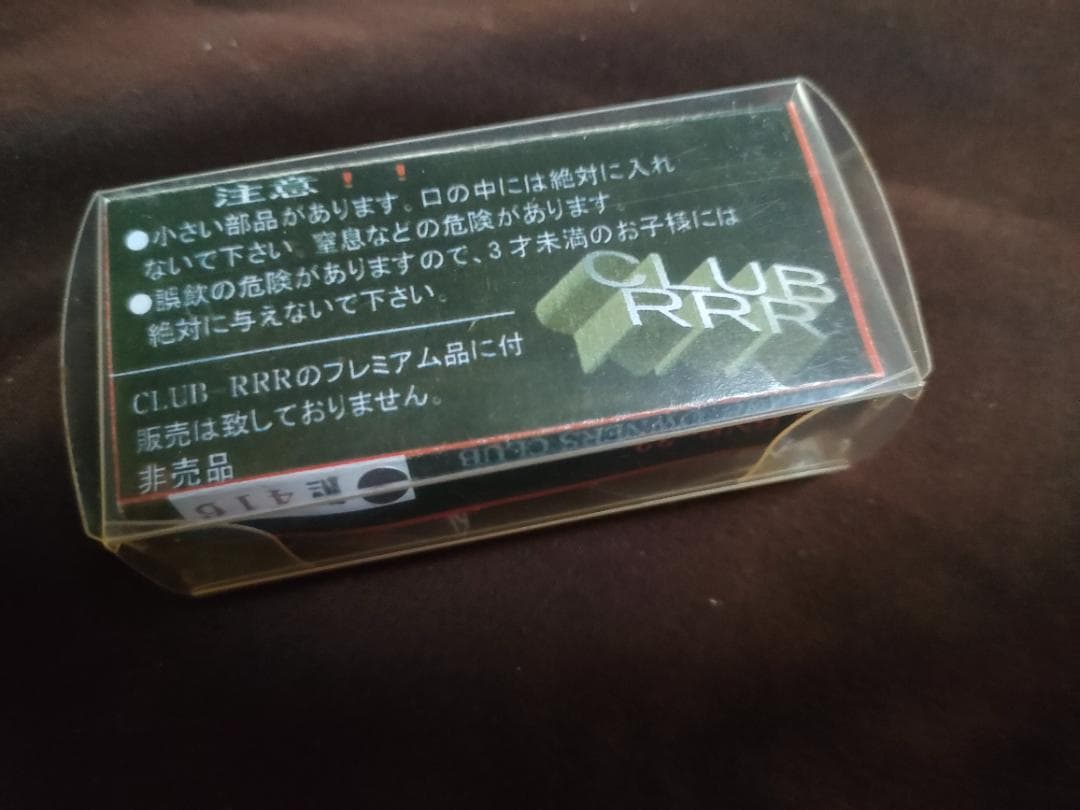 注意！！
●小さい部品があります。口の中には絶対に入れ
ないで下さい。窒息などの危険があります。
●誤飲の危険がありますので、3才未満のお子様には
絶対に与えないで下さい。
CLUB RRRのプレミアム品に付
販売は致しておりません。
非売品
CLUB
RRR
OWNERS CLUB
416